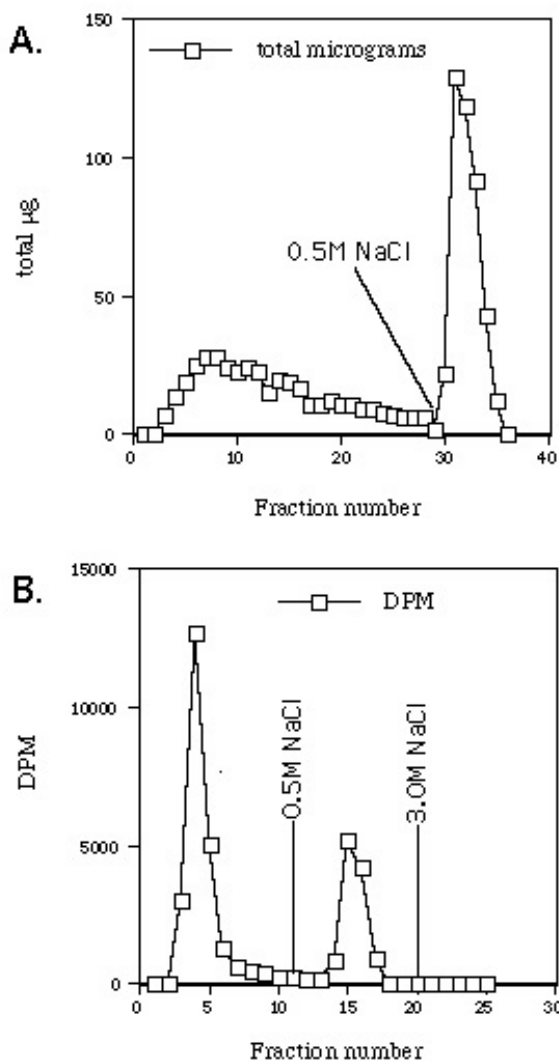 A.
150
total micrograms
100
total µg
0.5M NaCl
50
0
0 10 20 30 40
Fraction number
B.
15000
DPM
10000
DPM
0.5M NaCl
3.0M NaCl
5000
0
0 5 10 15 20 25 30
Fraction number